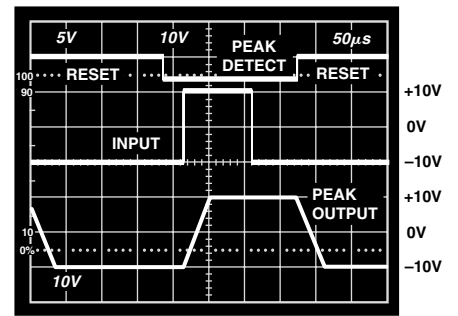 5V 10V 50µs
PEAK
DETECT
100 RESET RESET
90 +10V
0V
INPUT
–10V
PEAK +10V
OUTPUT
10 0V
0%
–10V
10V